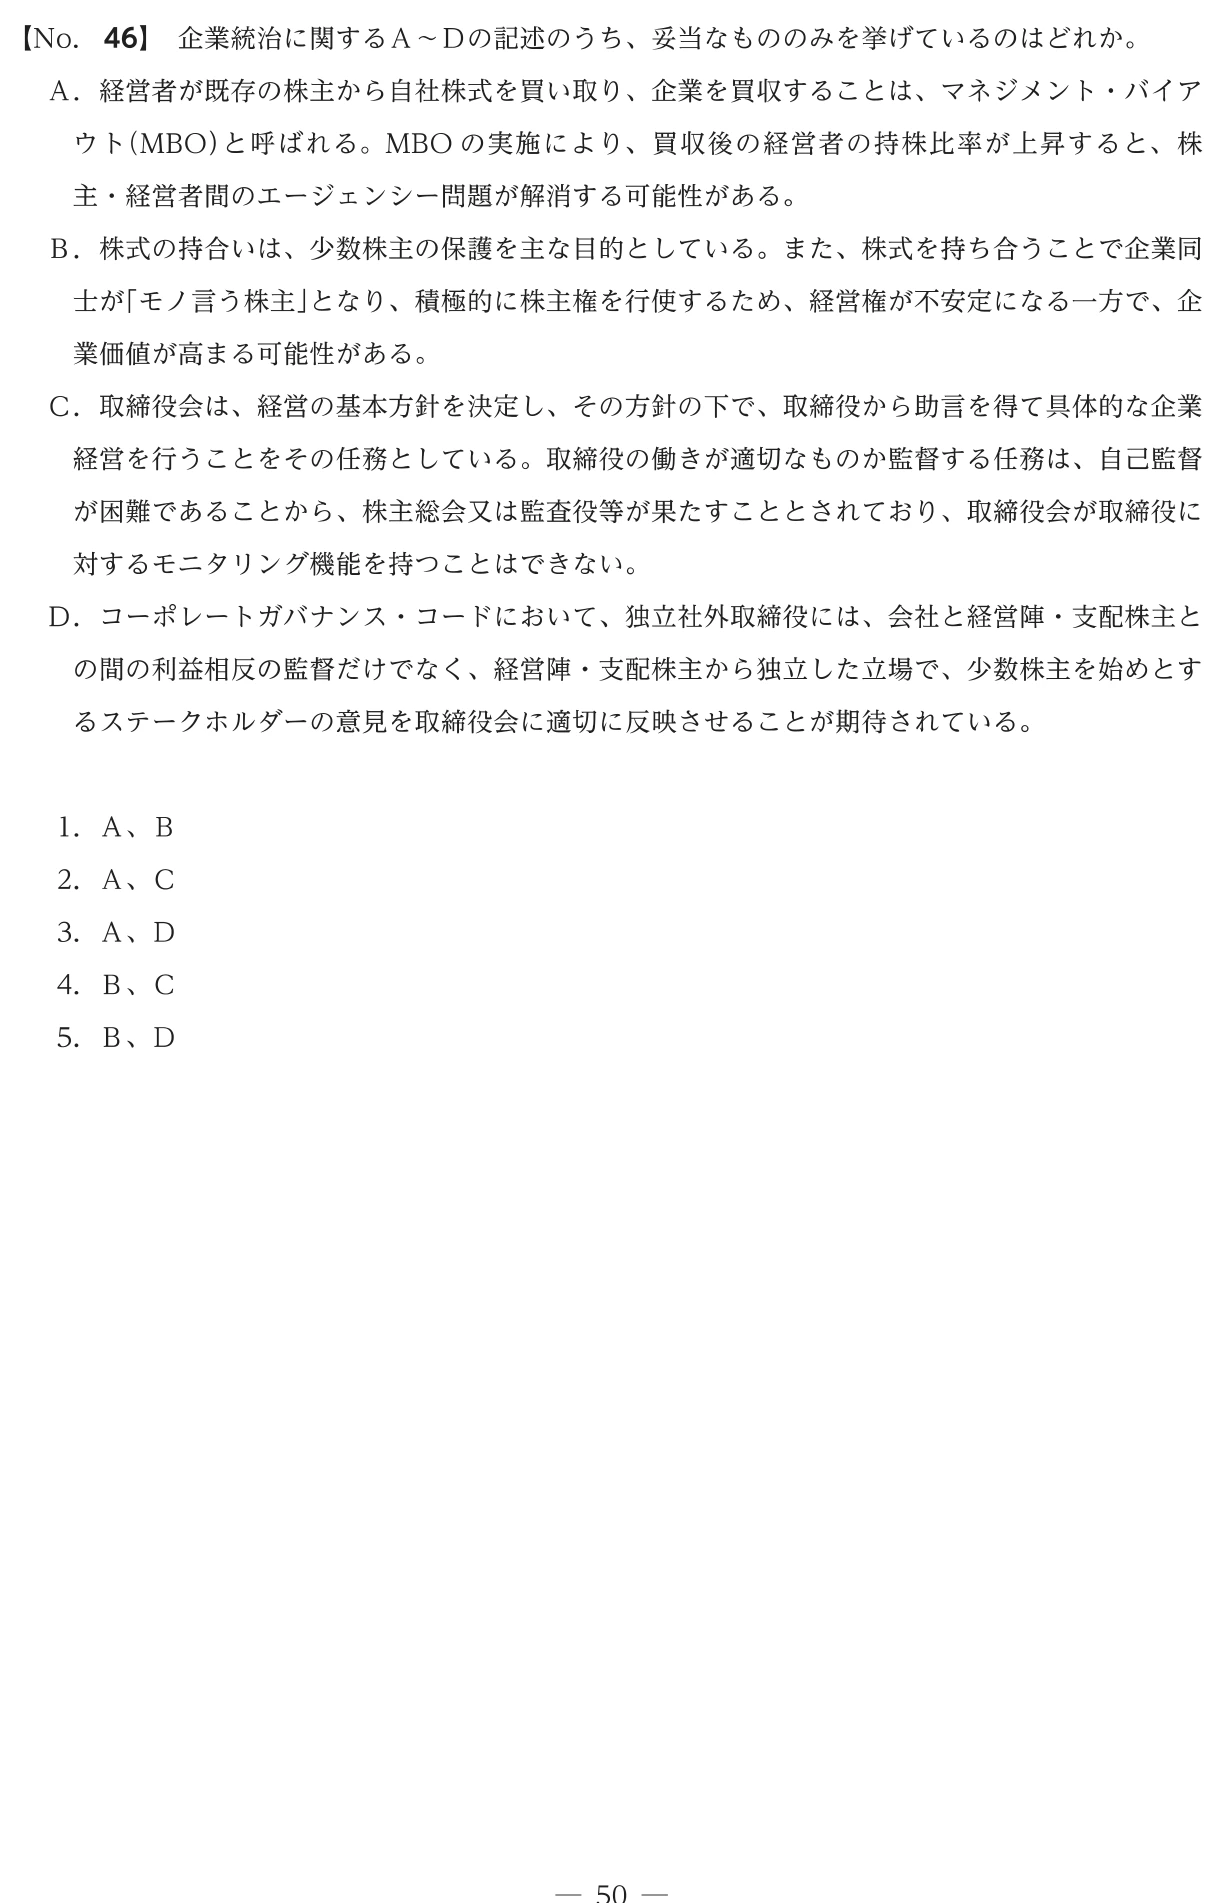 【No. 46】 企業統治に関するA～Dの記述のうち、妥当なもののみを挙げているのはどれか。
A．経営者が既存の株主から自社株式を買い取り、企業を買収することは、マネジメント・バイア
ウト(MBO)と呼ばれる。MBO の実施により、買収後の経営者の持株比率が上昇すると、株
主・経営者間のエージェンシー問題が解消する可能性がある。
B．株式の持合いは、少数株主の保護を主な目的としている。また、株式を持ち合うことで企業同
士が「モノ言う株主」となり、積極的に株主権を行使するため、経営権が不安定になる一方で、企
業価値が高まる可能性がある。
C．取締役会は、経営の基本方針を決定し、その方針の下で、取締役から助言を得て具体的な企業
経営を行うことをその任務としている。取締役の働きが適切なものか監督する任務は、自己監督
が困難であることから、株主総会又は監査役等が果たすこととされており、取締役会が取締役に
対するモニタリング機能を持つことはできない。
D．コーポレートガバナンス・コードにおいて、独立社外取締役には、会社と経営陣・支配株主と
の間の利益相反の監督だけでなく、経営陣・支配株主から独立した立場で、少数株主を始めとす
るステークホルダーの意見を取締役会に適切に反映させることが期待されている。
1. A、B
2. A、C
3. A、D
4. B、C
5. B、D
— 50 —